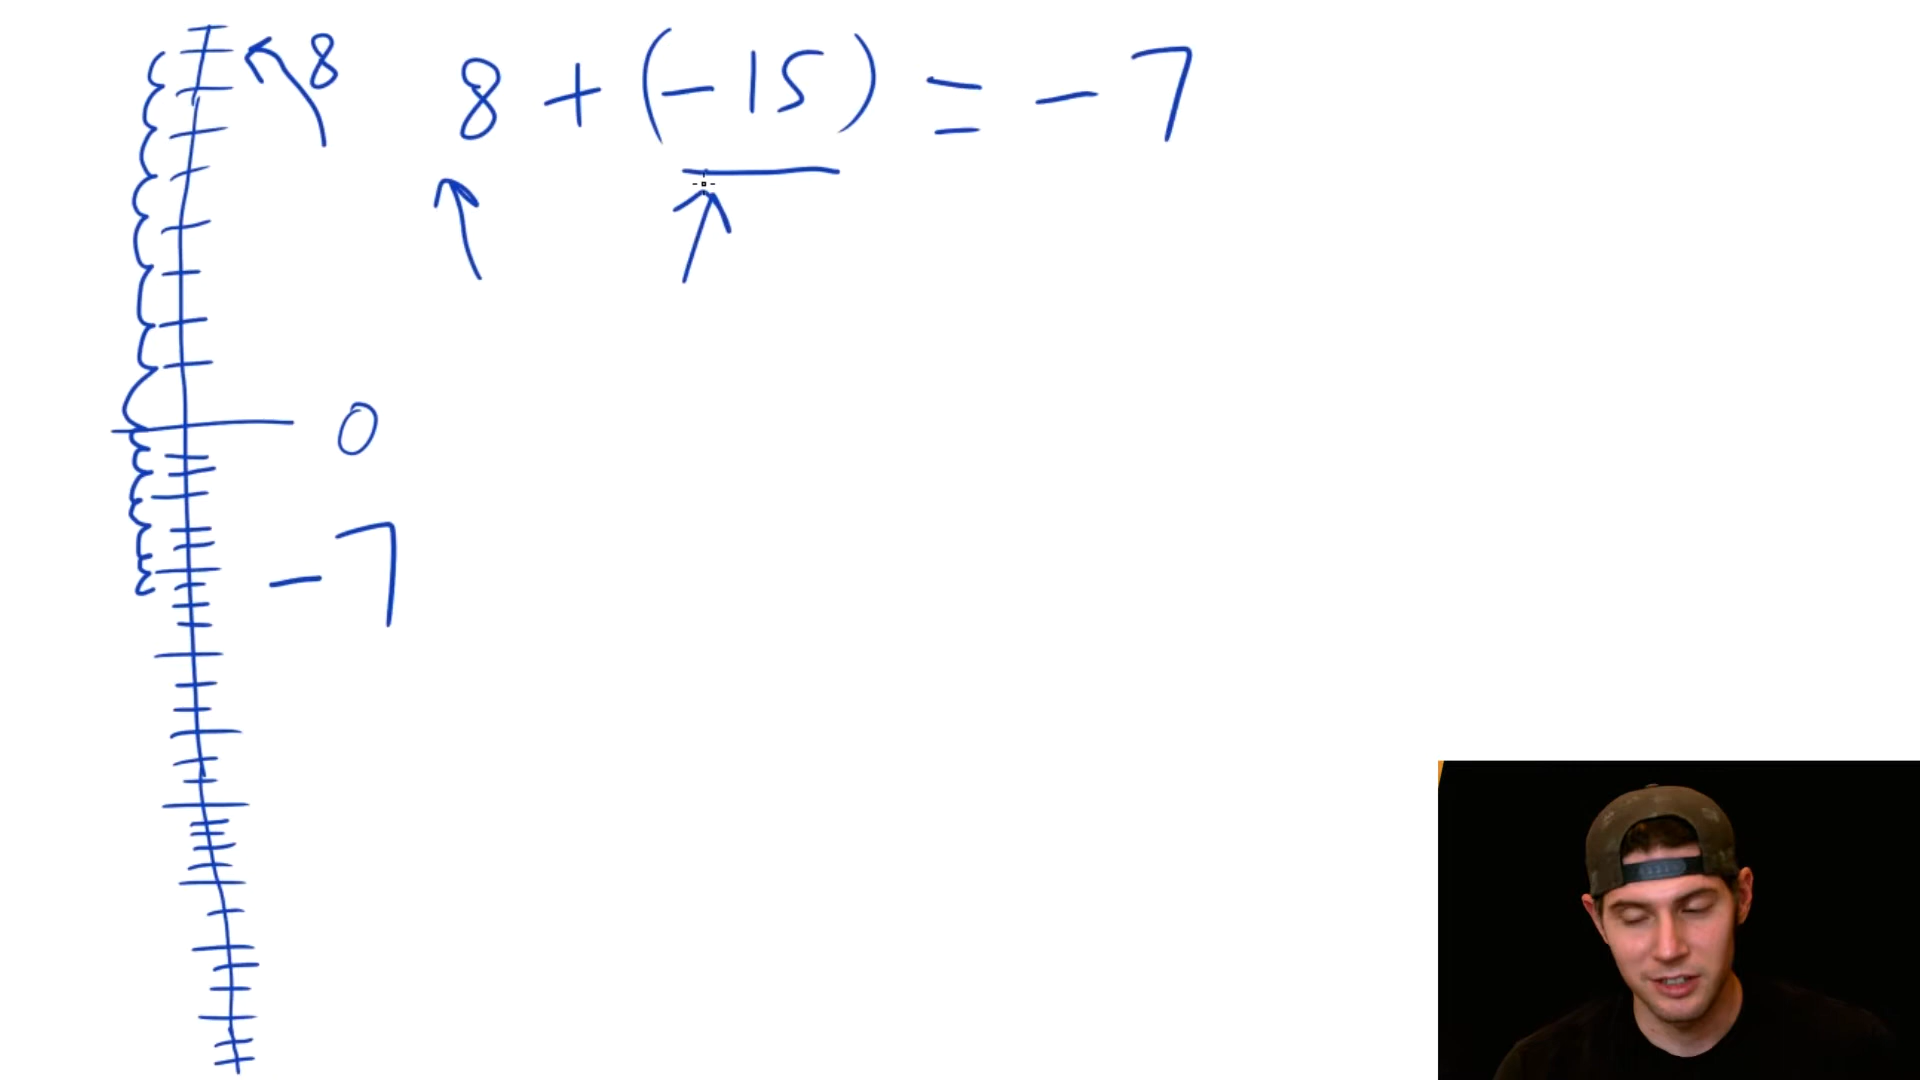 8
8 + (-15) = -7
0
-7